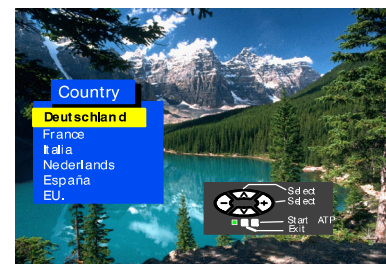 Country
Deutschland
France
Italia
Nederlands
España
EU.
Select
Select
Start ATP
Exit